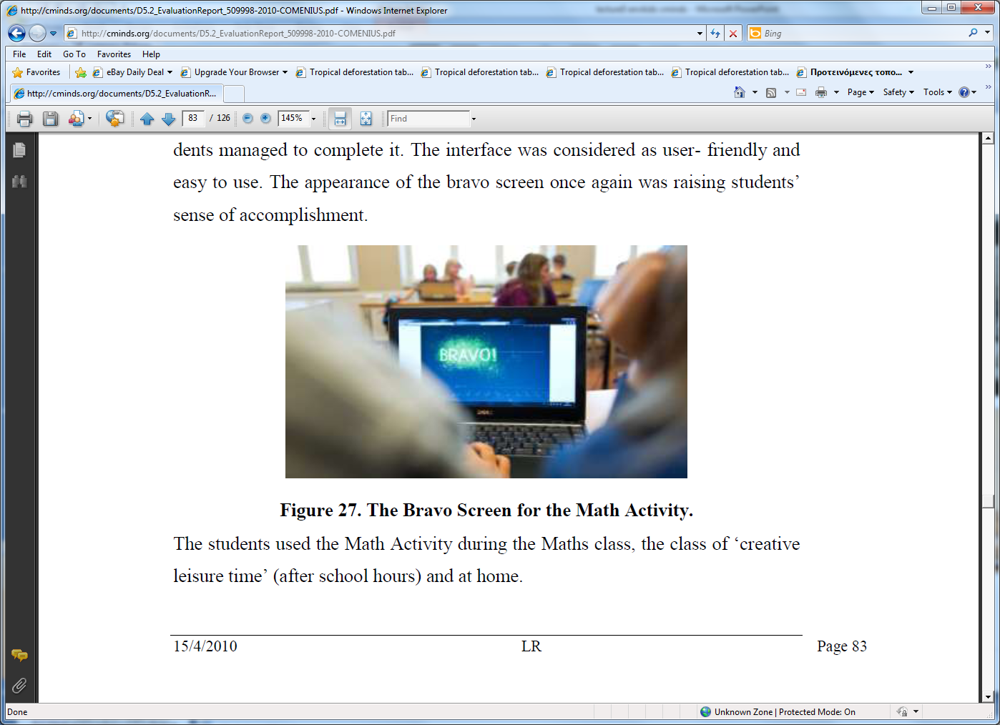 http://cminds.org/documents/D5.2_EvaluationReport_509998-2010-COMENIUS.pdf - Windows Internet Explorer
http://cminds.org/documents/D5.2_EvaluationReport_509998-2010-COMENIUS.pdf
Bing
File Edit Go To Favorites Help
Favorites eBay Daily Deal Upgrade Your Browser Tropical deforestation tab... Tropical deforestation tab... Tropical deforestation tab... Tropical deforestation tab... Προτεινόμενες τοπο...
http://cminds.org/documents/D5.2_EvaluationR...
Page Safety Tools
83 / 126 145% Find
dents managed to complete it. The interface was considered as user- friendly and
easy to use. The appearance of the bravo screen once again was raising students’
sense of accomplishment.
BRAVO!
DELL
Figure 27. The Bravo Screen for the Math Activity.
The students used the Math Activity during the Maths class, the class of ‘creative
leisure time’ (after school hours) and at home.
15/4/2010 LR Page 83
Done Unknown Zone | Protected Mode: On